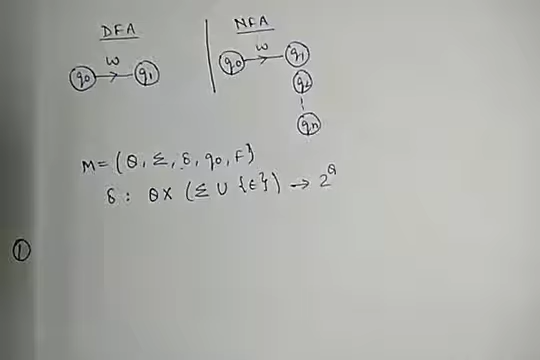 DFA
w
q0
q1
NFA
w
q0
q1
q2
qn
M = (Q, Σ, δ, q0, F}
δ : Q X (Σ ∪ {ε}) → 2^Q
1